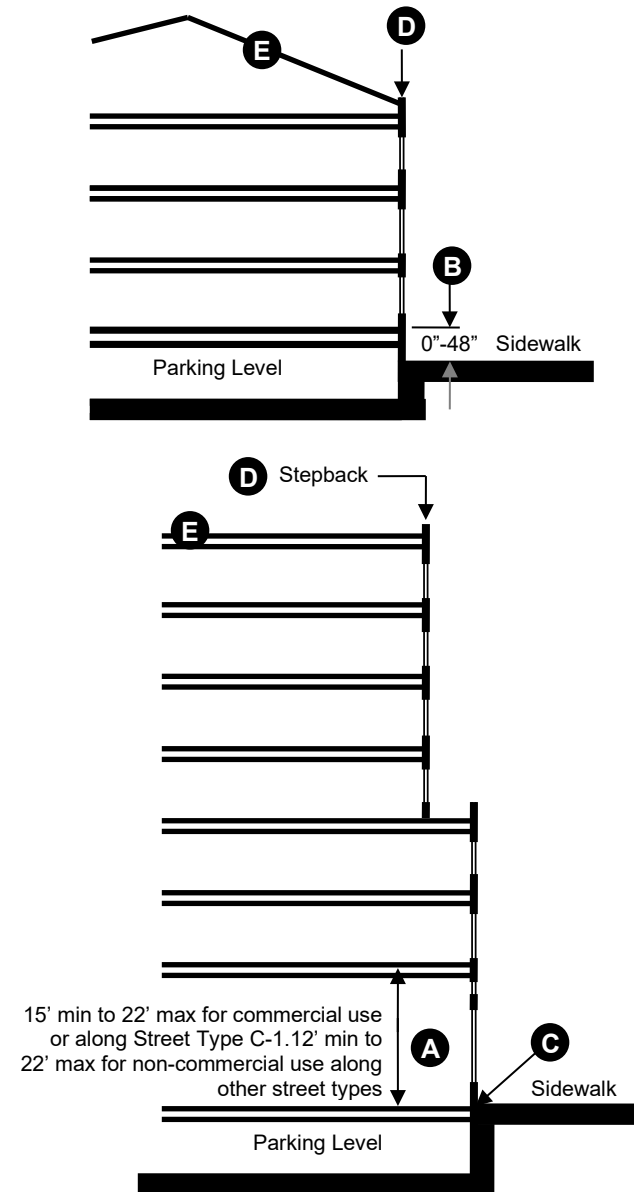 D
E
B
0”-48” Sidewalk
Parking Level
D Stepback
E
15’ min to 22’ max for commercial use
or along Street Type C-1.12’ min to
22’ max for non-commercial use along
other street types
A
C
Sidewalk
Parking Level